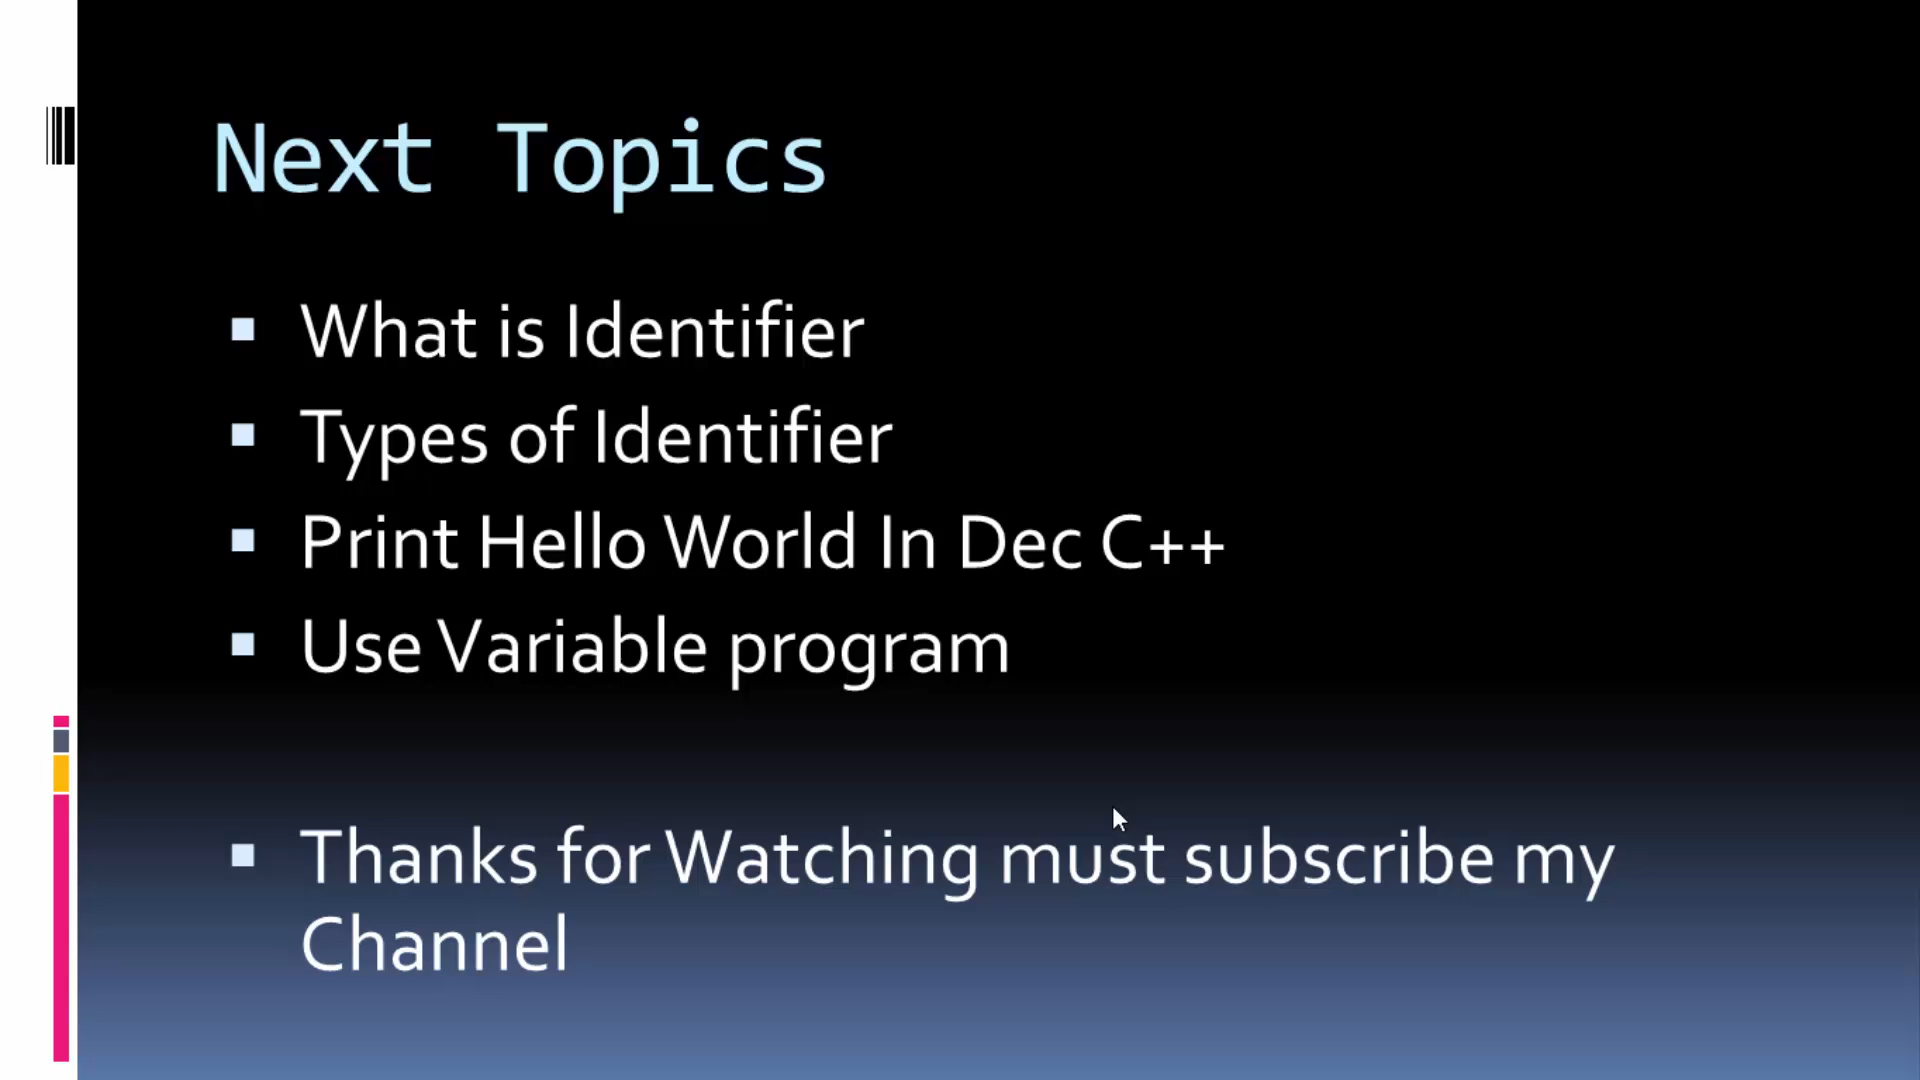 Next Topics
What is Identifier
Types of Identifier
Print Hello World In Dec C++
Use Variable program
Thanks for Watching must subscribe my
Channel